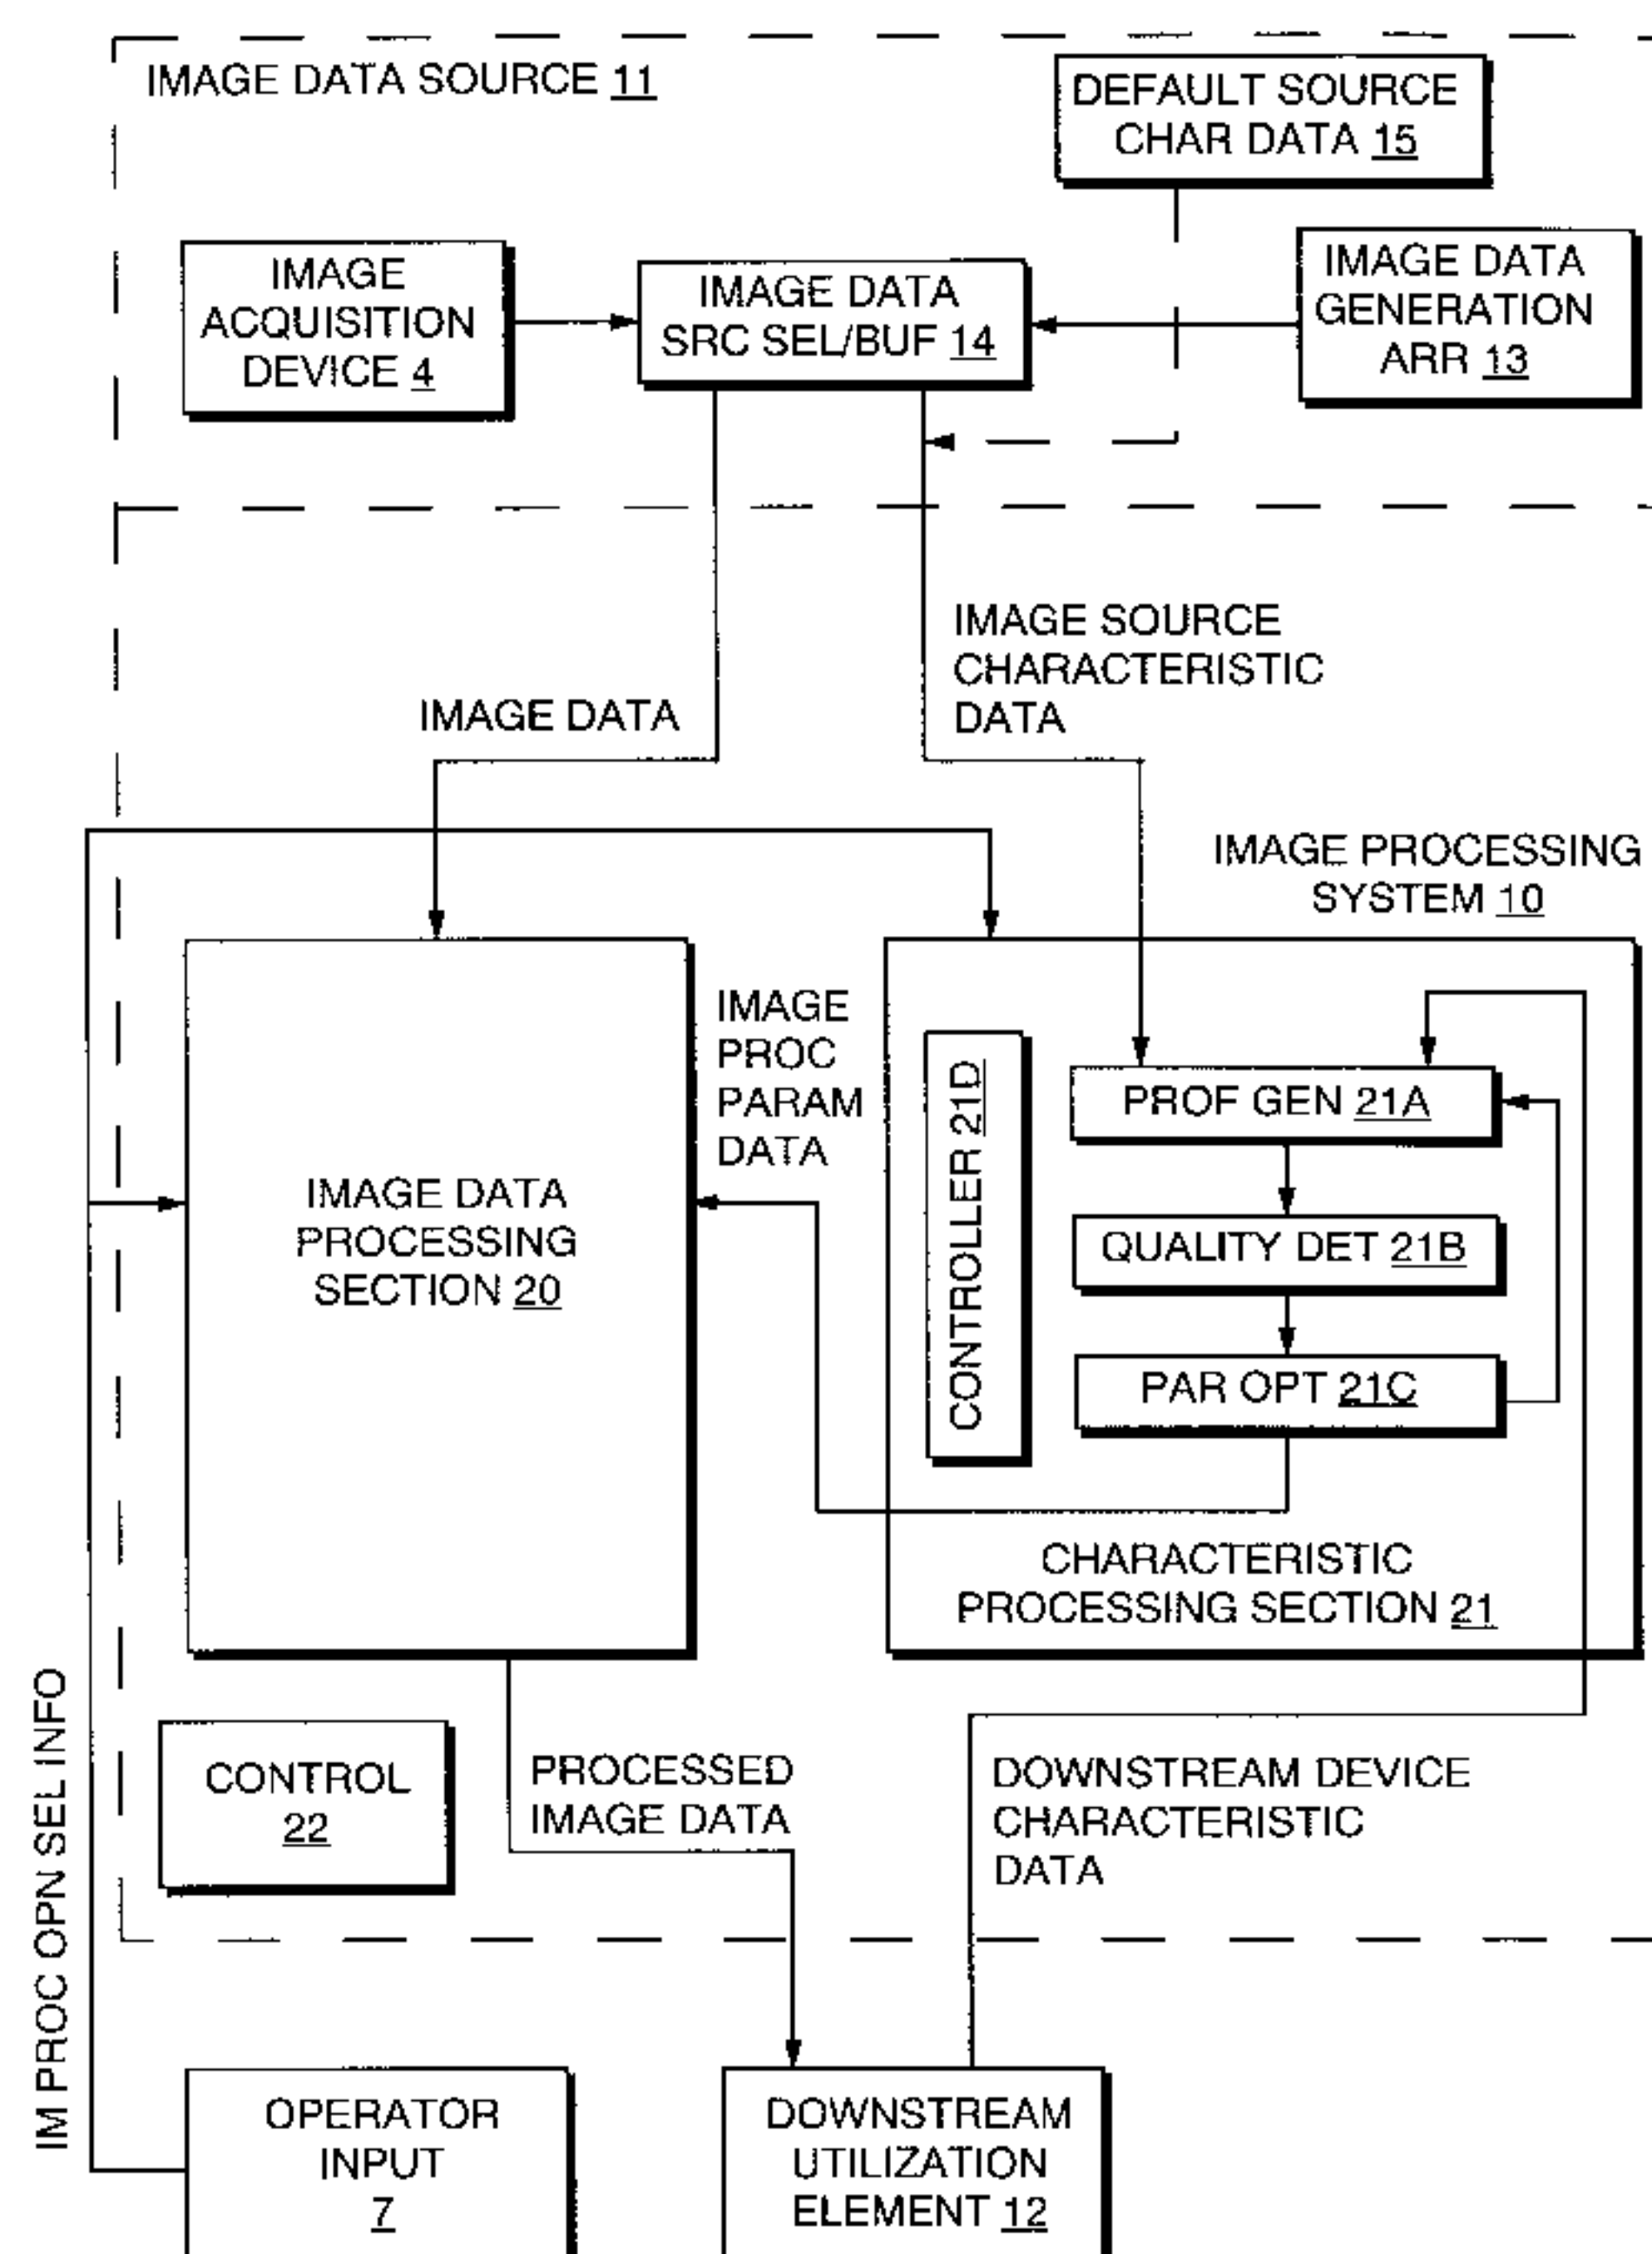 IMAGE DATA SOURCE 11
DEFAULT SOURCE
CHAR DATA 15
IMAGE
ACQUISITION
DEVICE 4
IMAGE DATA
SRC SEL/BUF 14
IMAGE DATA
GENERATION
ARR 13
IMAGE SOURCE
CHARACTERISTIC
DATA
IMAGE DATA
IMAGE PROCESSING
SYSTEM 10
IMAGE
PROC
PARAM
DATA
CONTROLLER 21D
PROF GEN 21A
QUALITY DET 21B
PAR OPT 21C
IMAGE DATA
PROCESSING
SECTION 20
CHARACTERISTIC
PROCESSING SECTION 21
IM PROC OPN SEL INFO
CONTROL
22
PROCESSED
IMAGE DATA
DOWNSTREAM DEVICE
CHARACTERISTIC
DATA
OPERATOR
INPUT
7
DOWNSTREAM
UTILIZATION
ELEMENT 12